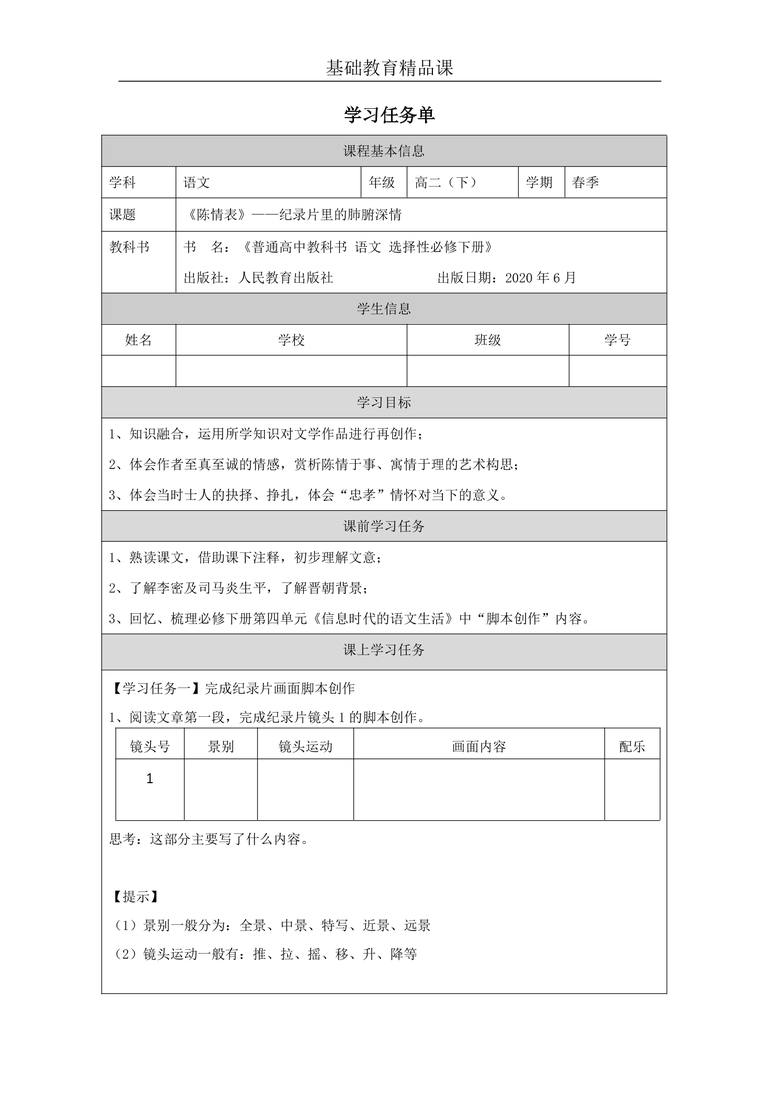 基础教育精品课
学习任务单
课程基本信息
学科 语文 年级 高二（下） 学期 春季
课题 《陈情表》——纪录片里的肺腑深情
教科书 书 名：《普通高中教科书 语文 选择性必修下册》
出版社：人民教育出版社 出版日期：2020 年 6 月
学生信息
姓名 学校 班级 学号
学习目标
1、知识融合，运用所学知识对文学作品进行再创作；
2、体会作者至真至诚的情感，赏析陈情于事、寓情于理的艺术构思；
3、体会当时士人的抉择、挣扎，体会“忠孝”情怀对当下的意义。
课前学习任务
1、熟读课文，借助课下注释，初步理解文意；
2、了解李密及司马炎生平，了解晋朝背景；
3、回忆、梳理必修下册第四单元《信息时代的语文生活》中“脚本创作”内容。
课上学习任务
【学习任务一】完成纪录片画面脚本创作
1、阅读文章第一段，完成纪录片镜头 1 的脚本创作。
镜头号 景别 镜头运动 画面内容 配乐
1
思考：这部分主要写了什么内容。
【提示】
（1）景别一般分为：全景、中景、特写、近景、远景
（2）镜头运动一般有：推、拉、摇、移、升、降等